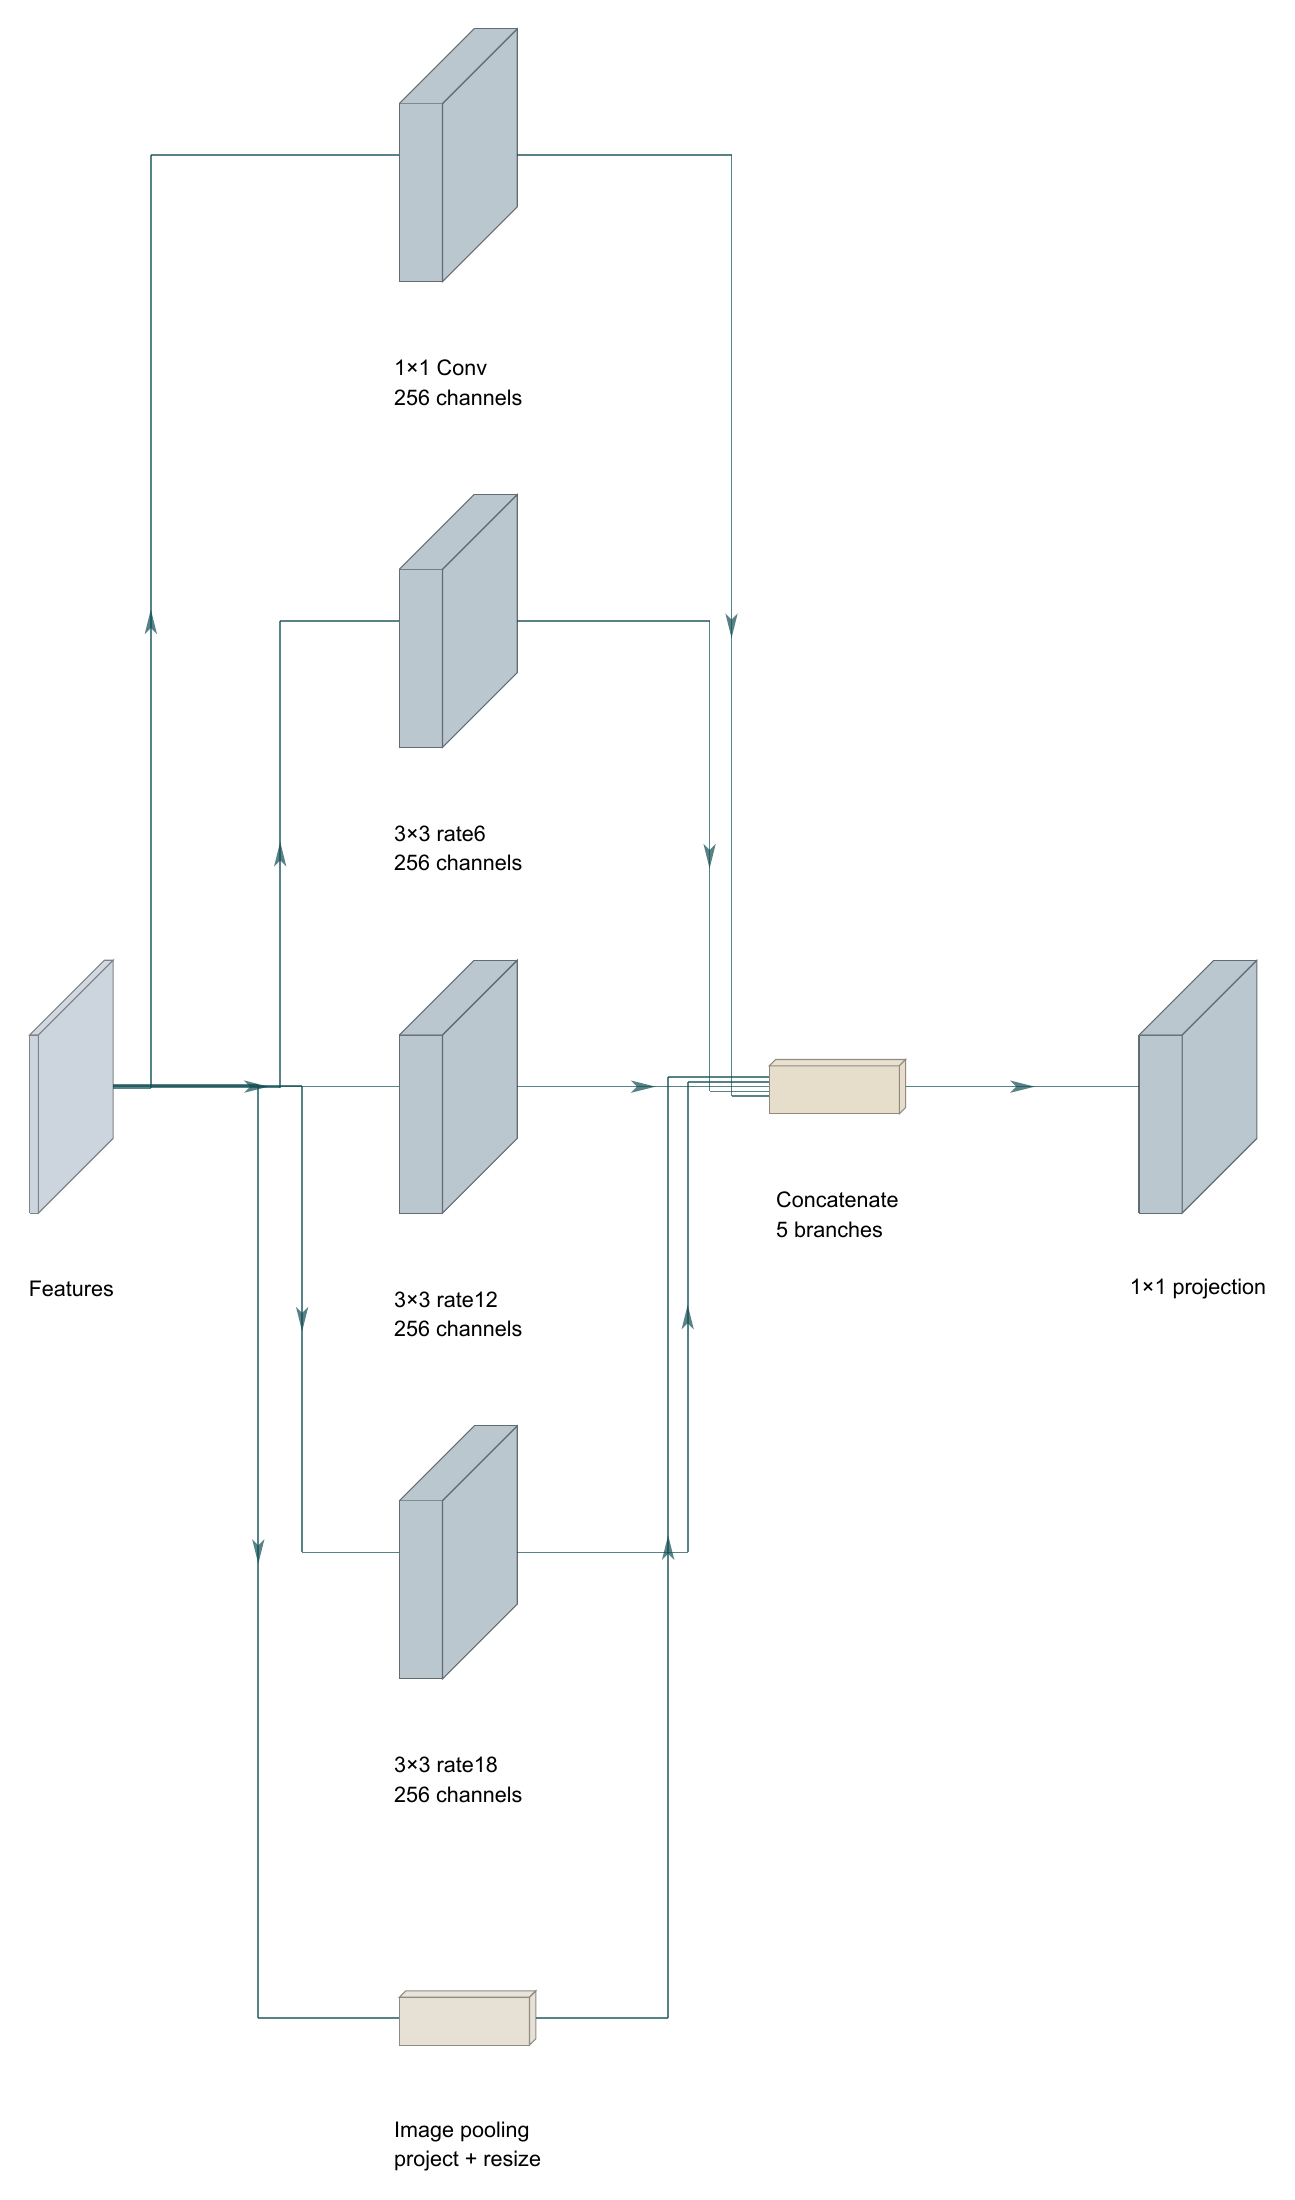 1×1 Conv
256 channels
3×3 rate6
256 channels
Features
3×3 rate12
256 channels
Concatenate
5 branches
1×1 projection
3×3 rate18
256 channels
Image pooling
project + resize